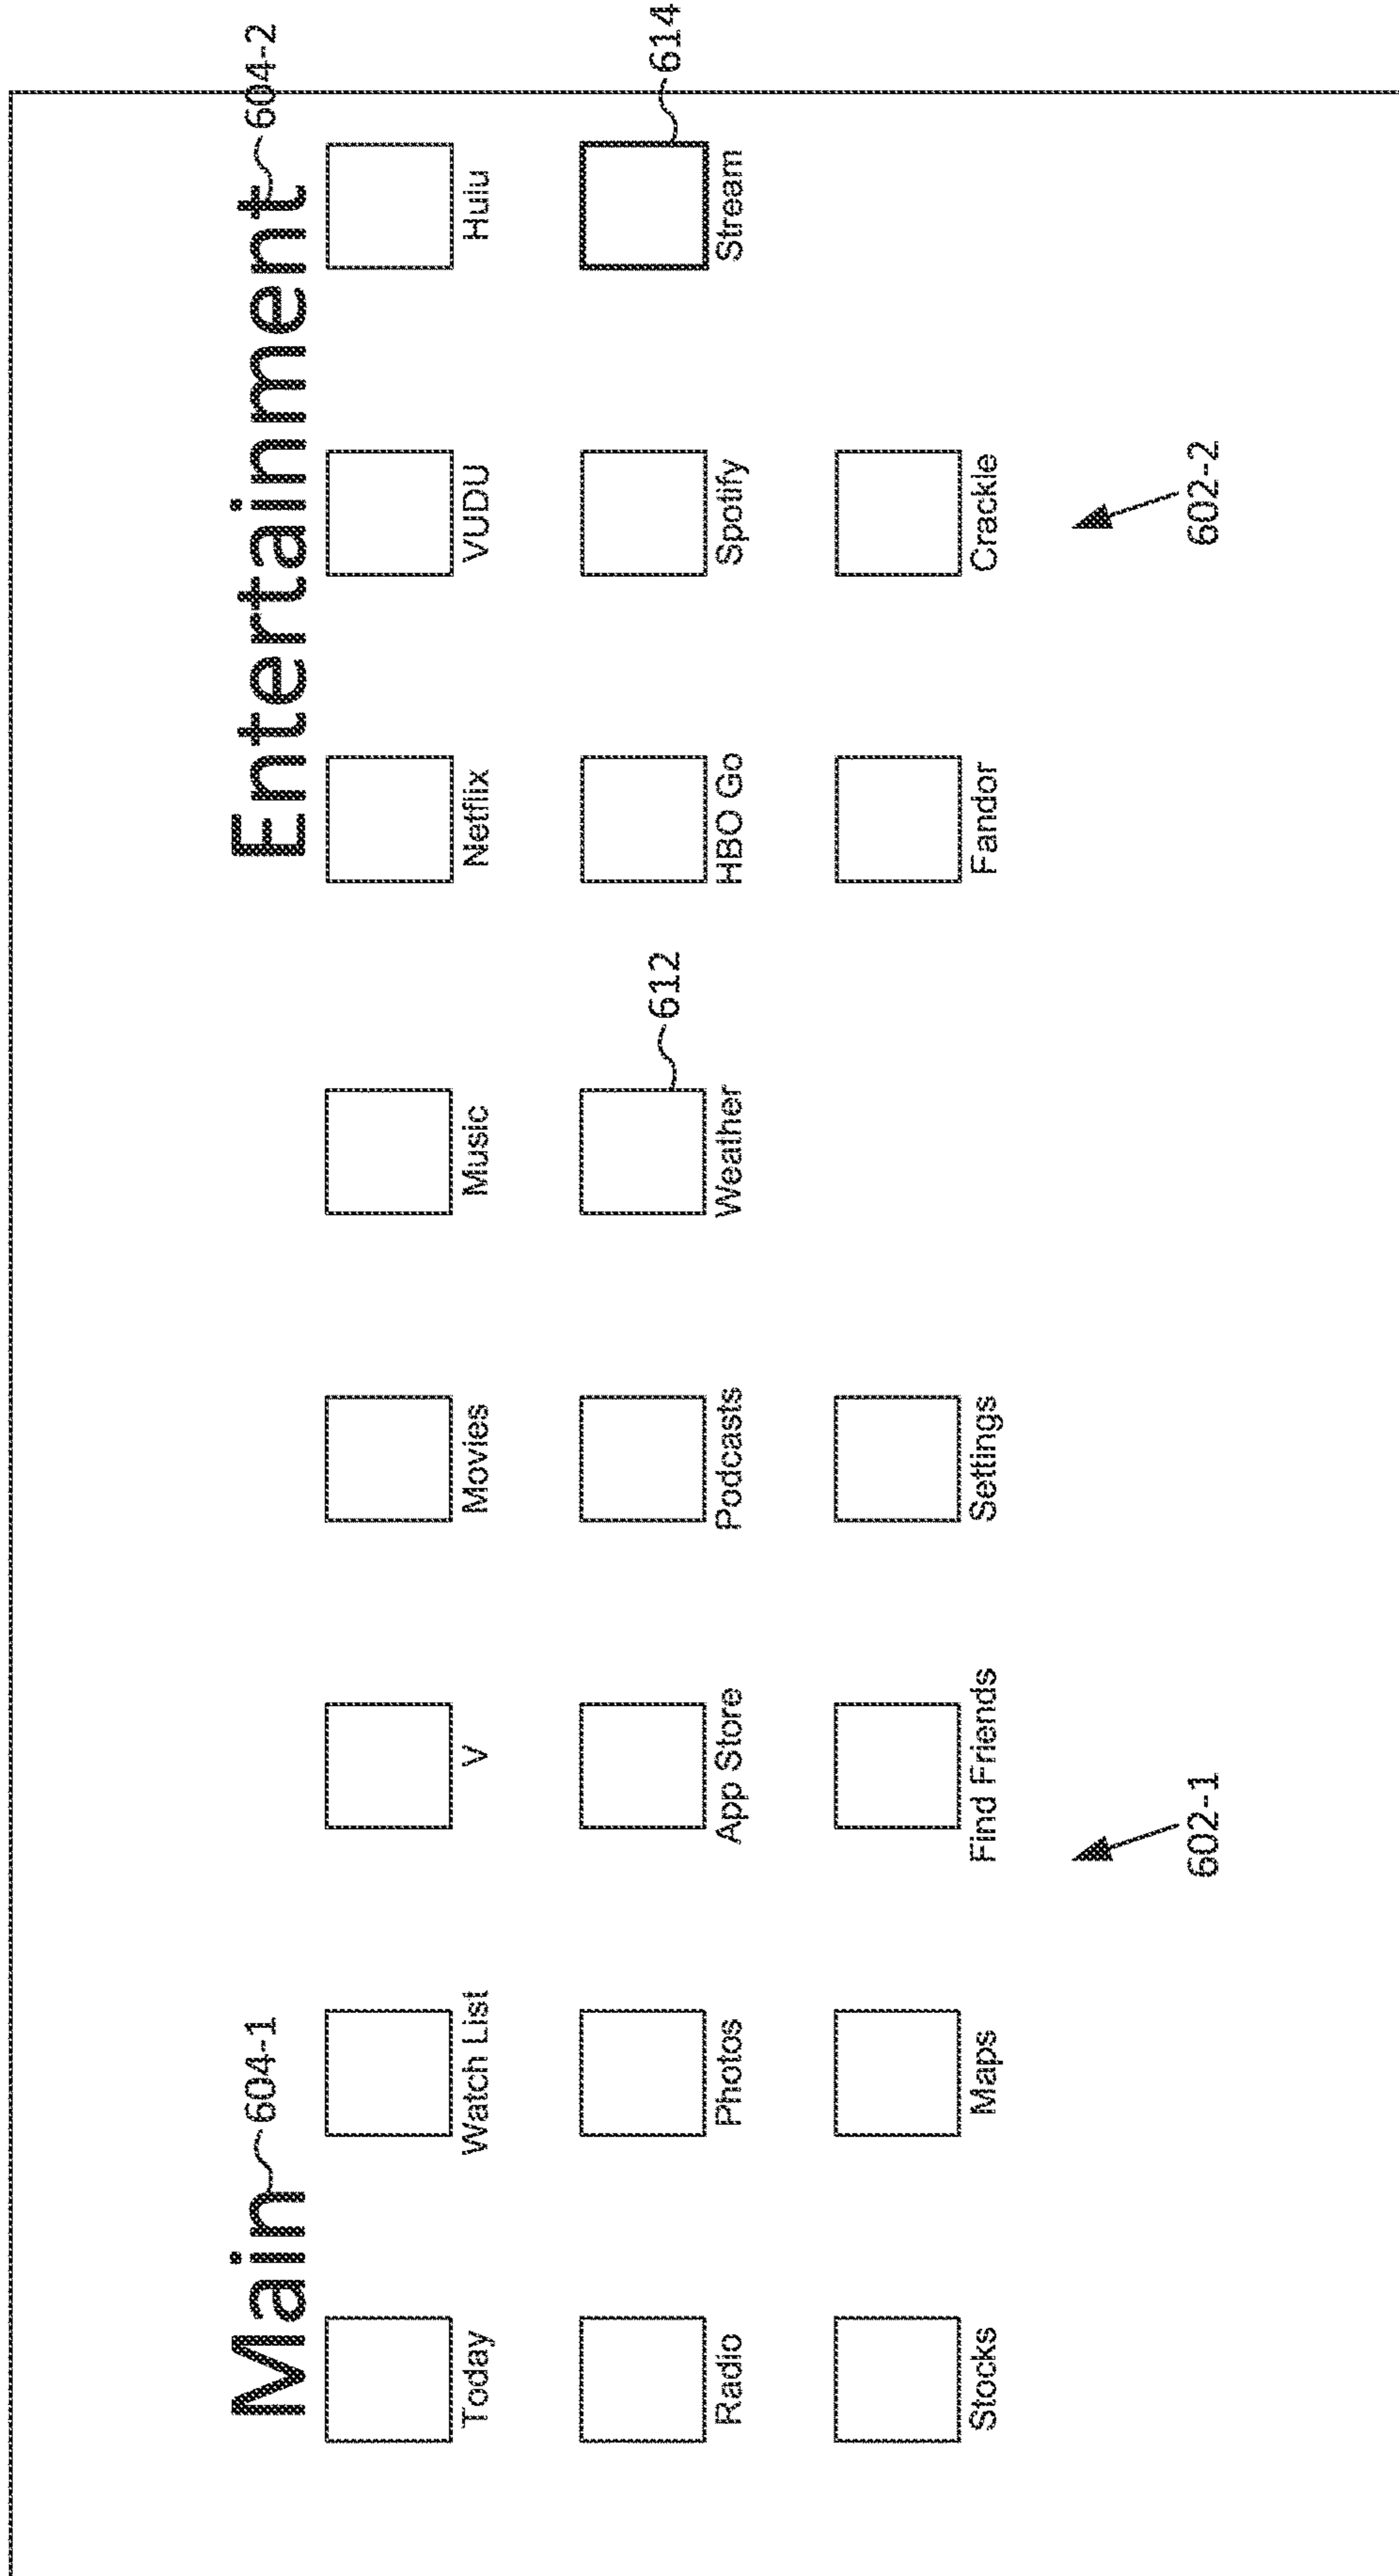 Main 604-1 Entertainment 604-2
Today Watch List V Movies Music Netflix VUDU Hulu
612 614
Radio Photos App Store Podcasts Weather HBO Go Spotify Stream
Stocks Maps Find Friends Settings Fandor Crackle
602-1 602-2